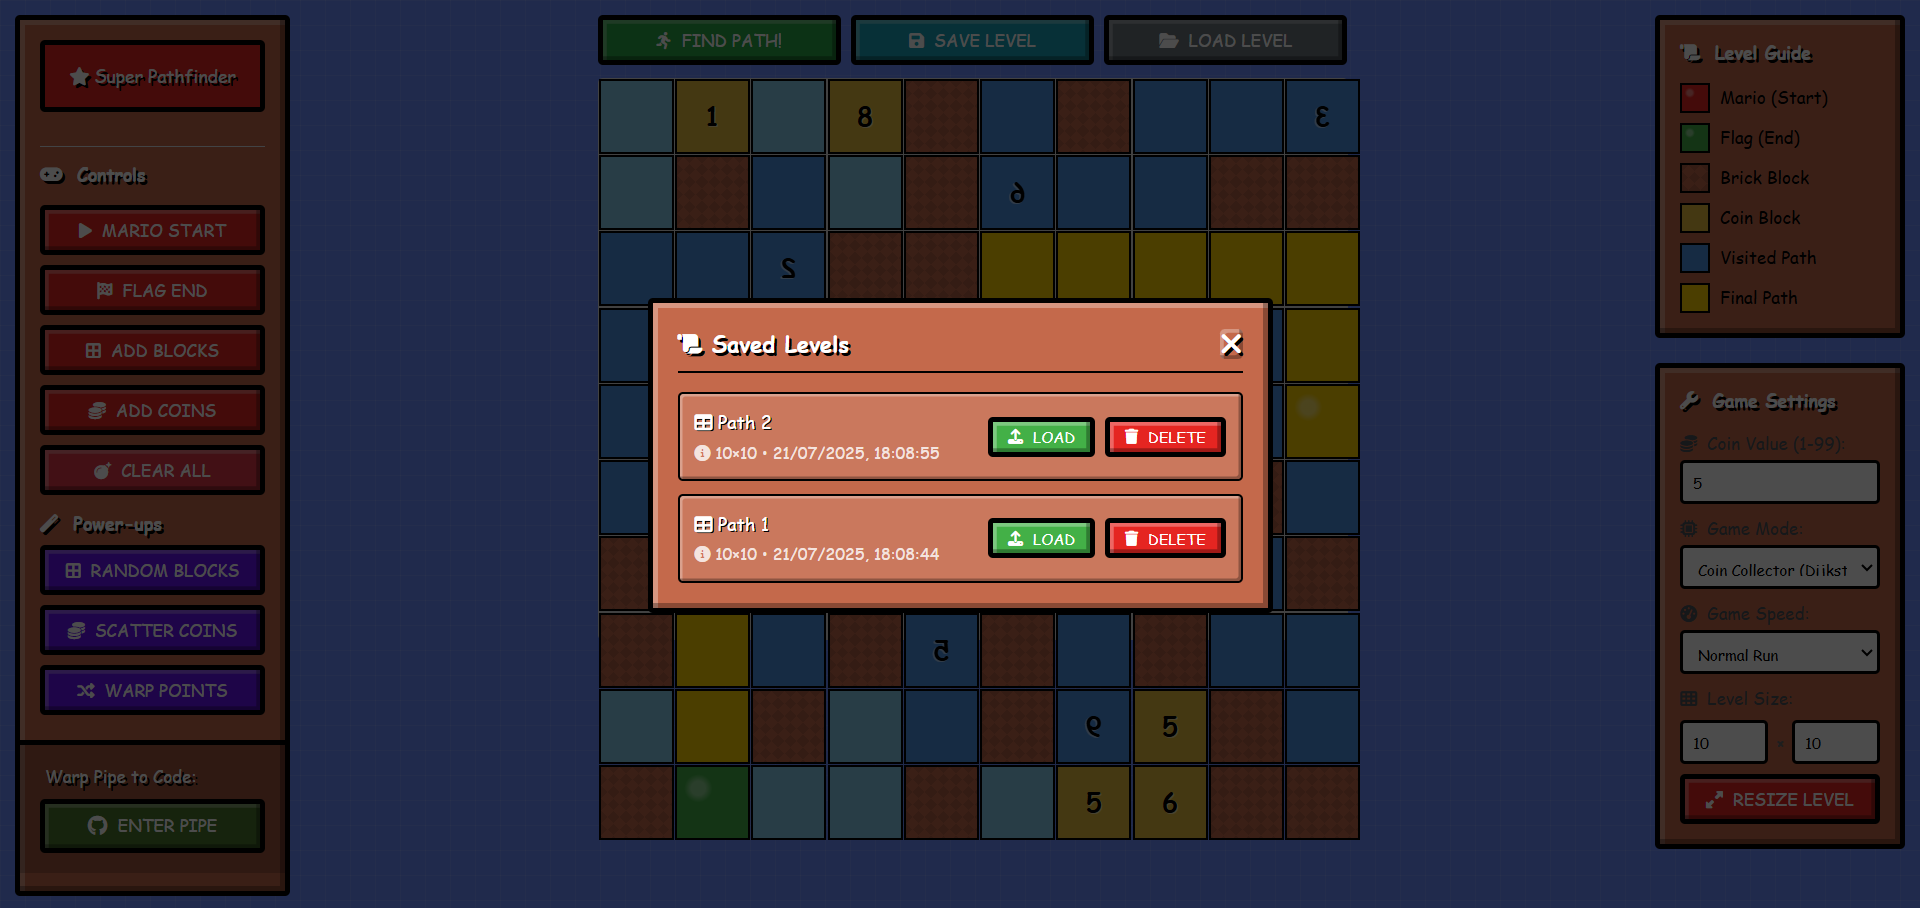 Super Pathfinder
Controls
MARIO START
FLAG END
ADD BLOCKS
ADD COINS
CLEAR ALL
Power-ups
RANDOM BLOCKS
SCATTER COINS
WARP POINTS
Warp Pipe to Code:
ENTER PIPE
FIND PATH!
SAVE LEVEL
LOAD LEVEL
1
8
3
6
2
Saved Levels
Path 2
10×10 • 21/07/2025, 18:08:55
LOAD
DELETE
Path 1
10×10 • 21/07/2025, 18:08:44
LOAD
DELETE
5
9
5
5
6
Level Guide
Mario (Start)
Flag (End)
Brick Block
Coin Block
Visited Path
Final Path
Game Settings
Coin Value (1-99):
5
Game Mode:
Coin Collector (Dijkst
Game Speed:
Normal Run
Level Size:
10 × 10
RESIZE LEVEL